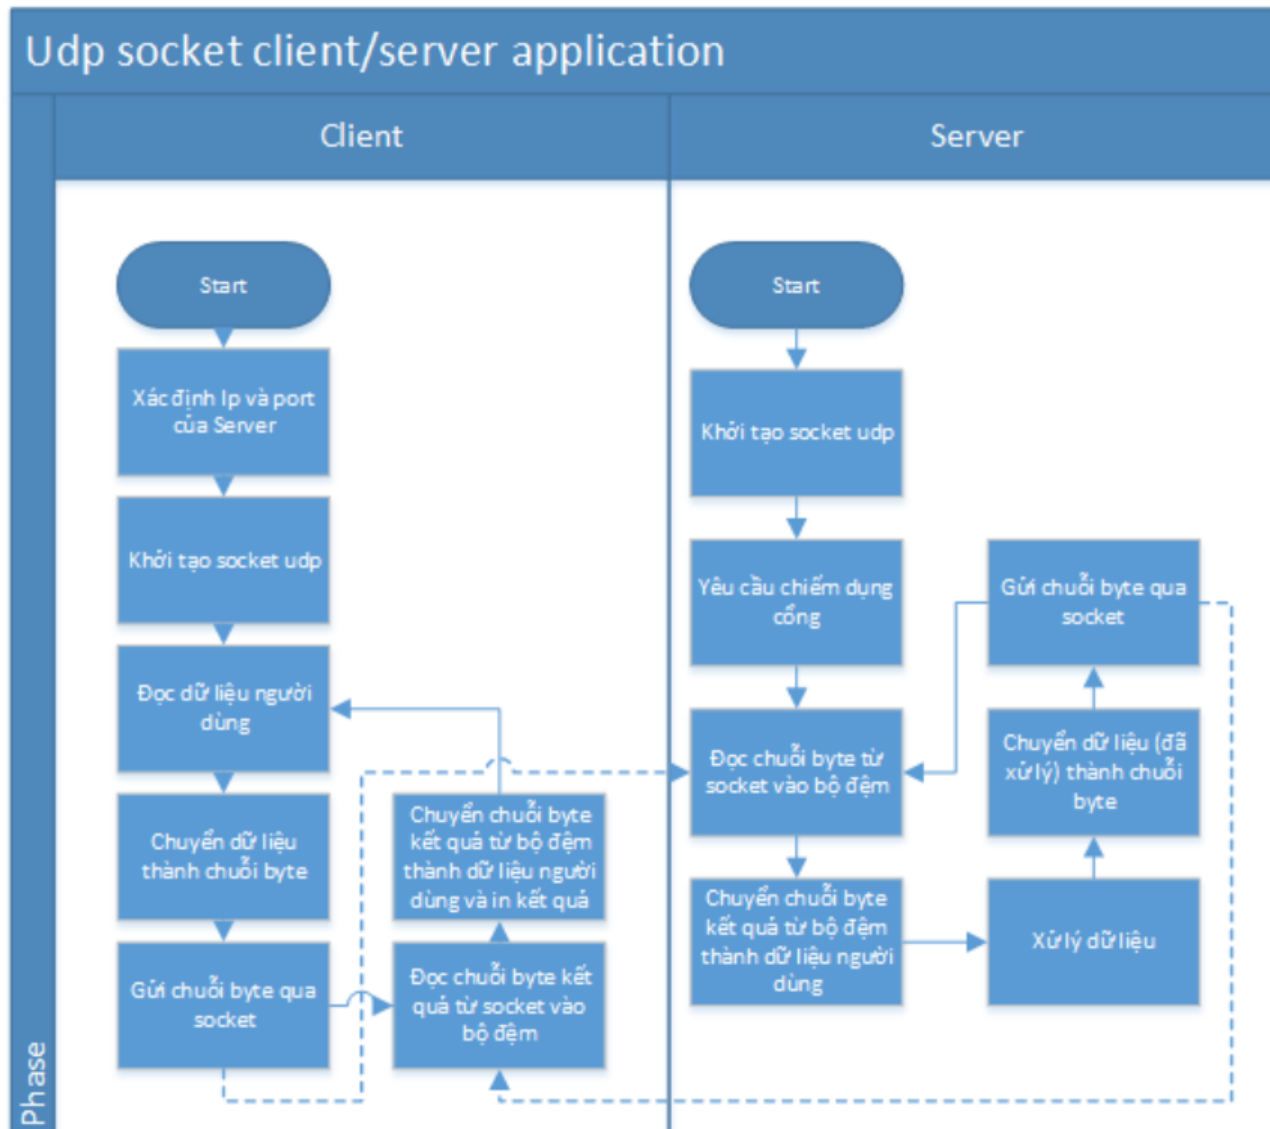 Udp socket client/server application
Client
Server
Phase
Start
Xác định Ip và port
của Server
Khởi tạo socket udp
Đọc dữ liệu người
dùng
Chuyển dữ liệu
thành chuỗi byte
Gửi chuỗi byte qua
socket
Đọc chuỗi byte kết
quả từ socket vào
bộ đệm
Chuyển chuỗi byte
kết quả từ bộ đệm
thành dữ liệu người
dùng và in kết quả
Start
Khởi tạo socket udp
Yêu cầu chiếm dụng
cổng
Đọc chuỗi byte từ
socket vào bộ đệm
Chuyển chuỗi byte
kết quả từ bộ đệm
thành dữ liệu người
dùng
Xử lý dữ liệu
Chuyển dữ liệu (đã
xử lý) thành chuỗi
byte
Gửi chuỗi byte qua
socket